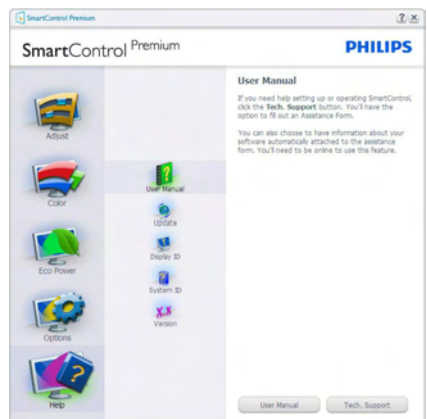 SmartControl Premium
SmartControl Premium
PHILIPS
Adjust
Color
Eco Power
Options
Help
User Manual
Update
Display ID
System ID
Version
User Manual
If you need help setting up or operating SmartControl,
click the Tech. Support button. You'll have the
option to fill out an Assistance Form.
You can also choose to have information about your
software automatically attached to the assistance
form. You'll need to be online to use this feature.
User Manual
Tech. Support